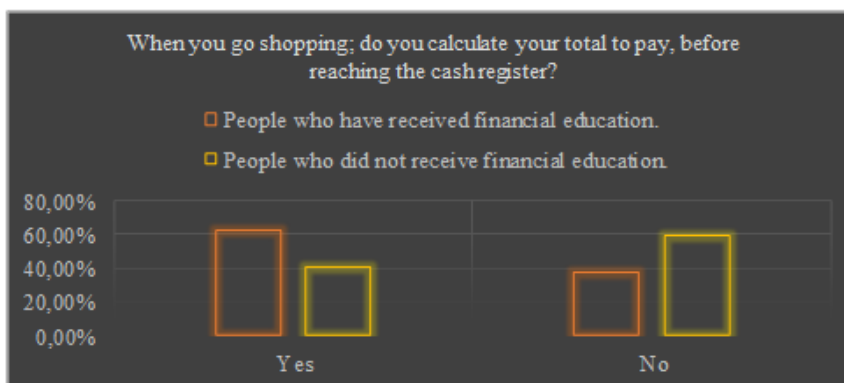 When you go shopping; do you calculate your total to pay, before
reaching the cash register?
People who have received financial education.
People who did not receive financial education.
80,00%
60,00%
40,00%
20,00%
0,00%
Yes
No